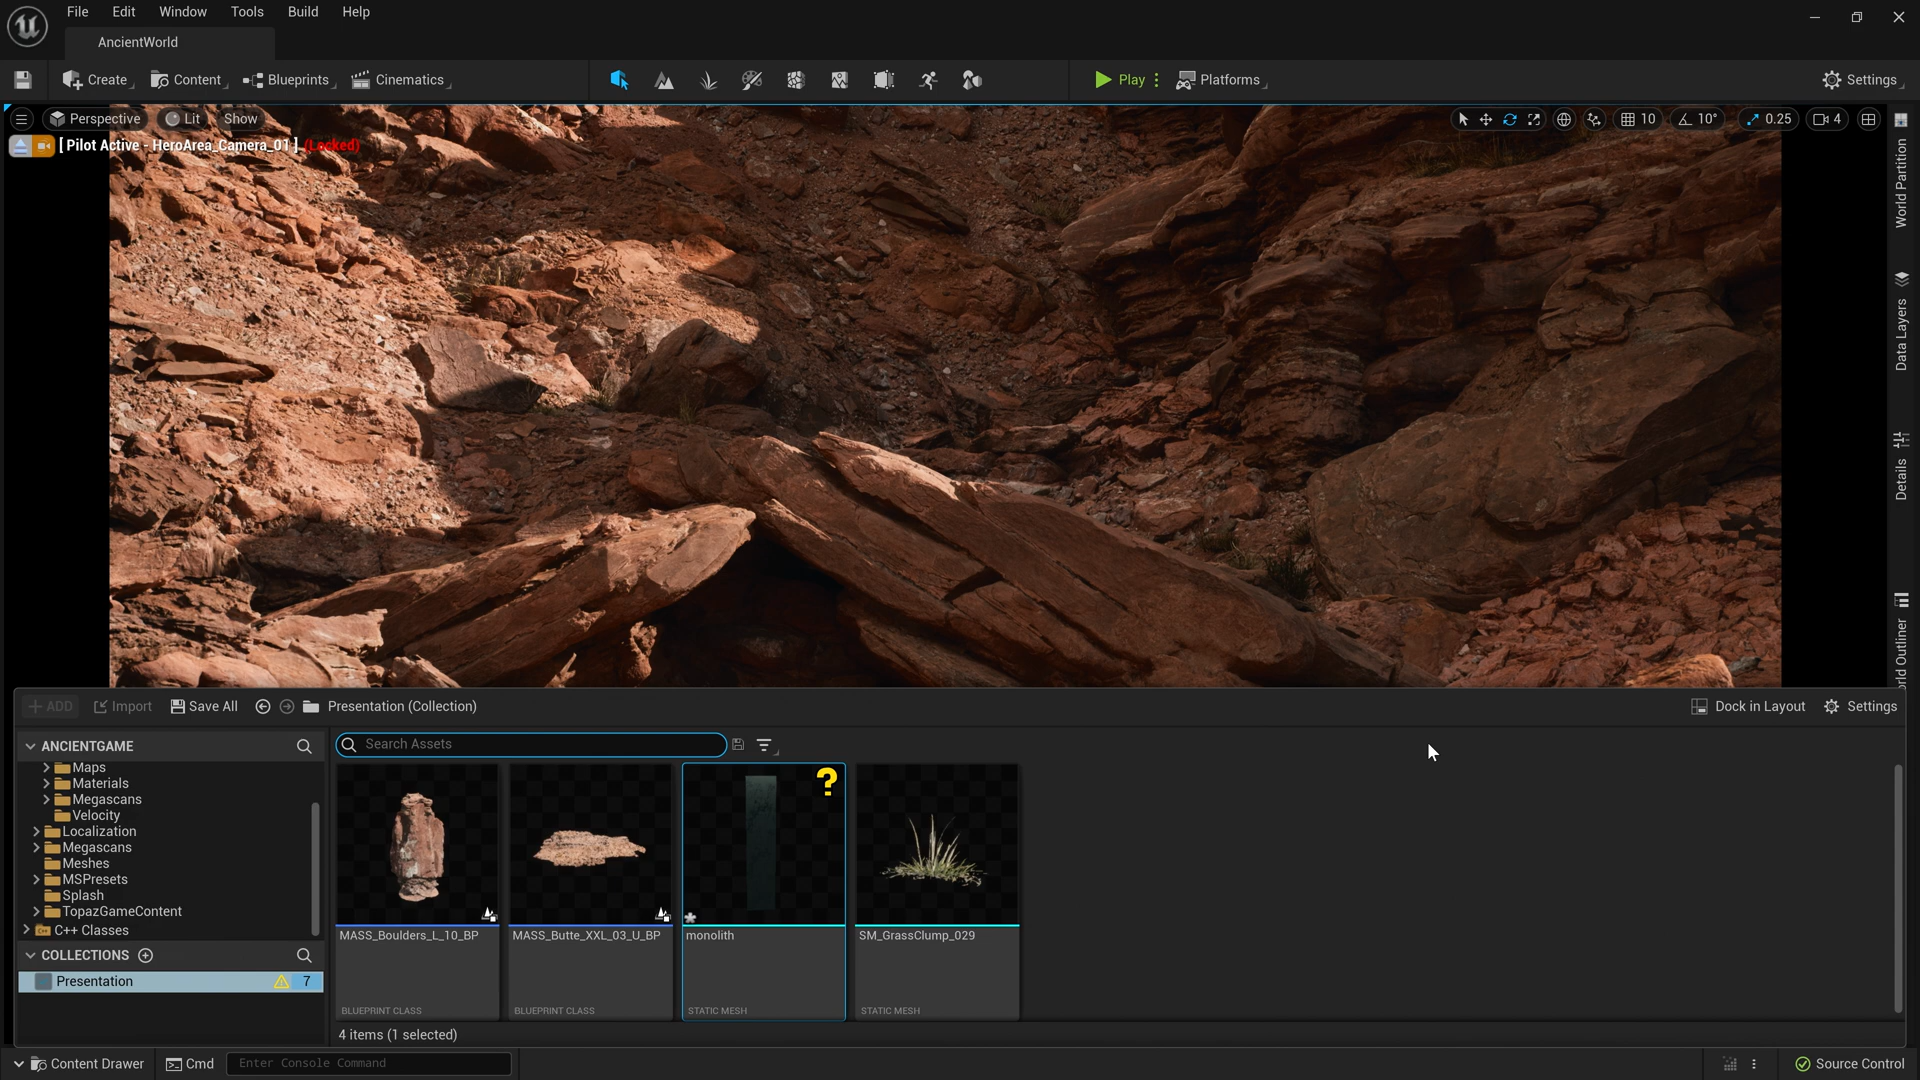 File Edit Window Tools Build Help
AncientWorld
Create Content Blueprints Cinematics Play Platforms Settings
Perspective Lit Show 10 10° 0.25 4
[ Pilot Active - HeroArea_Camera_01 ] (Locked)
World Partition
Data Layers
Details
rld Outliner
+ ADD Import Save All Presentation (Collection) Dock in Layout Settings
ANCIENTGAME
Search Assets
Maps
Materials
Megascans
Velocity
Localization
Megascans
Meshes
MSPresets
Splash
TopazGameContent
C++ Classes
COLLECTIONS
Presentation 7
?
MASS_Boulders_L_10_BP MASS_Butte_XXL_03_U_BP monolith SM_GrassClump_029
BLUEPRINT CLASS BLUEPRINT CLASS STATIC MESH STATIC MESH
4 items (1 selected)
Content Drawer Cmd Enter Console Command Source Control